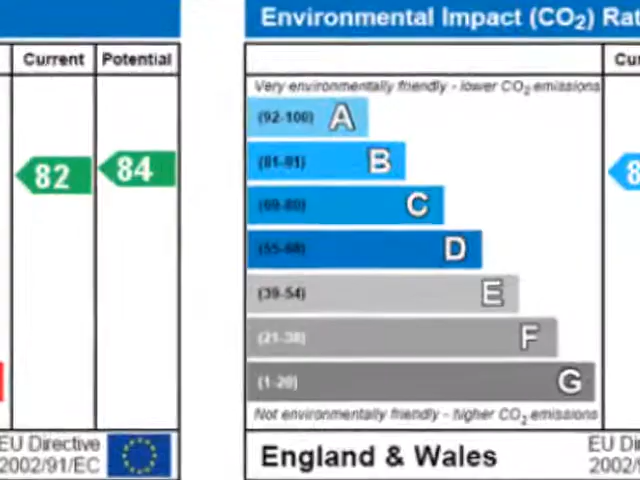 Environmental Impact (CO2) Rat
Current Potential
Cur
Very environmentally friendly - lower CO2 emissions
(92-100) A
(81-91) B
82
84
8
(69-80) C
(55-68) D
(39-54) E
(21-38) F
(1-20) G
Not environmentally friendly - higher CO2 emissions
EU Directive
2002/91/EC
England & Wales
EU Di
2002/